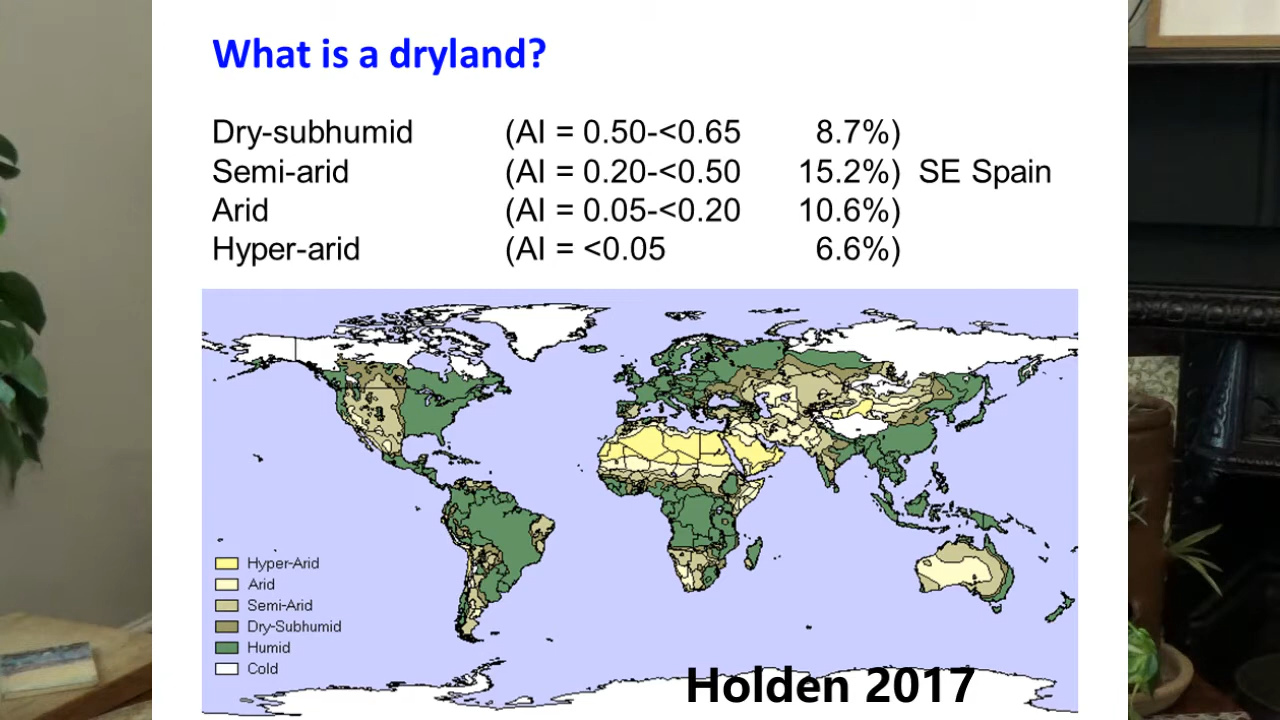 What is a dryland?
Dry-subhumid (AI = 0.50-<0.65 8.7%)
Semi-arid (AI = 0.20-<0.50 15.2%) SE Spain
Arid (AI = 0.05-<0.20 10.6%)
Hyper-arid (AI = <0.05 6.6%)
Hyper-Arid
Arid
Semi-Arid
Dry-Subhumid
Humid
Cold
Holden 2017